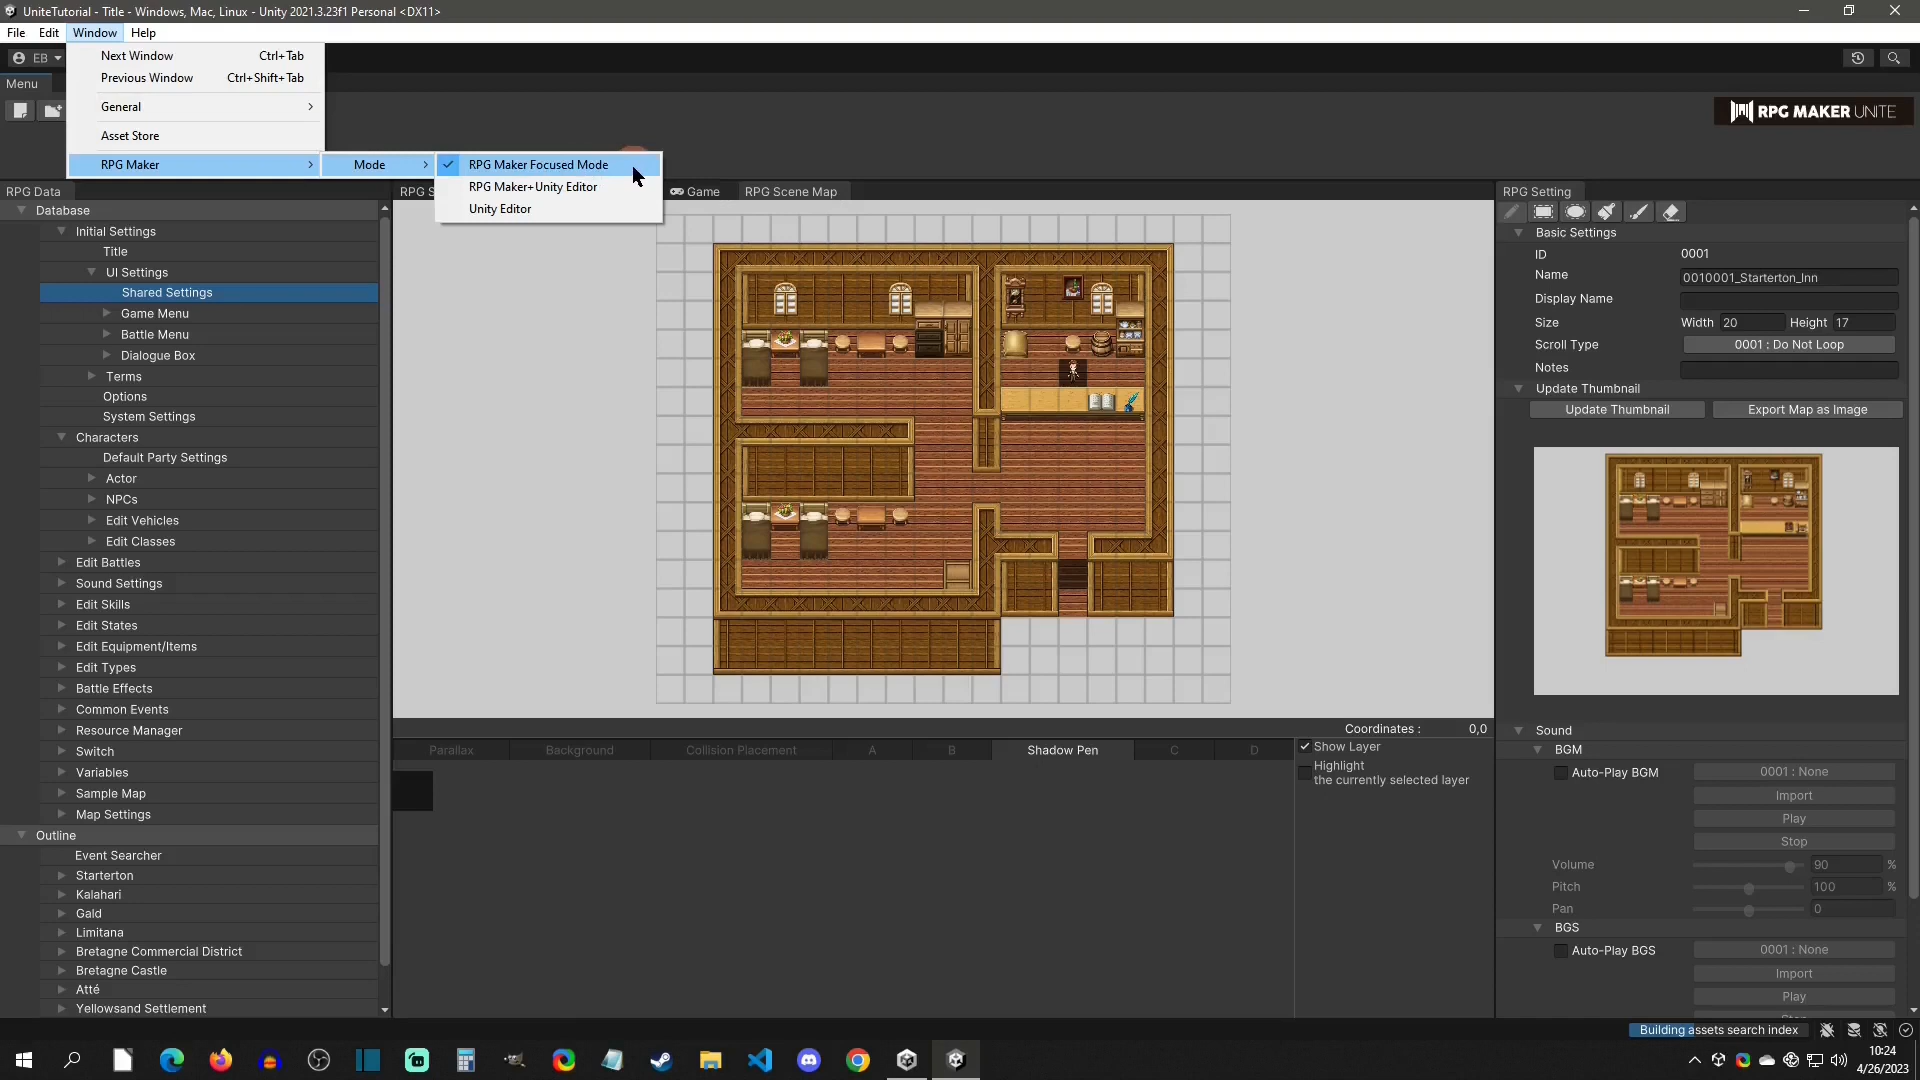 UniteTutorial - Title - Windows, Mac, Linux - Unity 2021.3.23f1 Personal <DX11>
File Edit Window Help
EB
Menu
Next Window Ctrl+Tab
Previous Window Ctrl+Shift+Tab
General
Asset Store
RPG Maker
Mode
RPG Maker Focused Mode
RPG Maker+Unity Editor
Unity Editor
RPG MAKER UNITE
RPG Data
Database
Initial Settings
Title
UI Settings
Shared Settings
Game Menu
Battle Menu
Dialogue Box
Terms
Options
System Settings
Characters
Default Party Settings
Actor
NPCs
Edit Vehicles
Edit Classes
Edit Battles
Sound Settings
Edit Skills
Edit States
Edit Equipment/Items
Edit Types
Battle Effects
Common Events
Resource Manager
Switch
Variables
Sample Map
Map Settings
Outline
Event Searcher
Starterton
Kalahari
Gald
Limitana
Bretagne Commercial District
Bretagne Castle
Atté
Yellowsand Settlement
RPG S Game RPG Scene Map
Coordinates : 0,0
Parallax Background Collision Placement A B Shadow Pen C D
Show Layer
Highlight
the currently selected layer
RPG Setting
Basic Settings
ID 0001
Name 0010001_Starterton_Inn
Display Name
Size Width 20 Height 17
Scroll Type 0001 : Do Not Loop
Notes
Update Thumbnail
Update Thumbnail Export Map as Image
Sound
BGM
Auto-Play BGM 0001 : None
Import
Play
Stop
Volume 90 %
Pitch 100 %
Pan 0
BGS
Auto-Play BGS 0001 : None
Import
Play
Building assets search index
10:24
4/26/2023